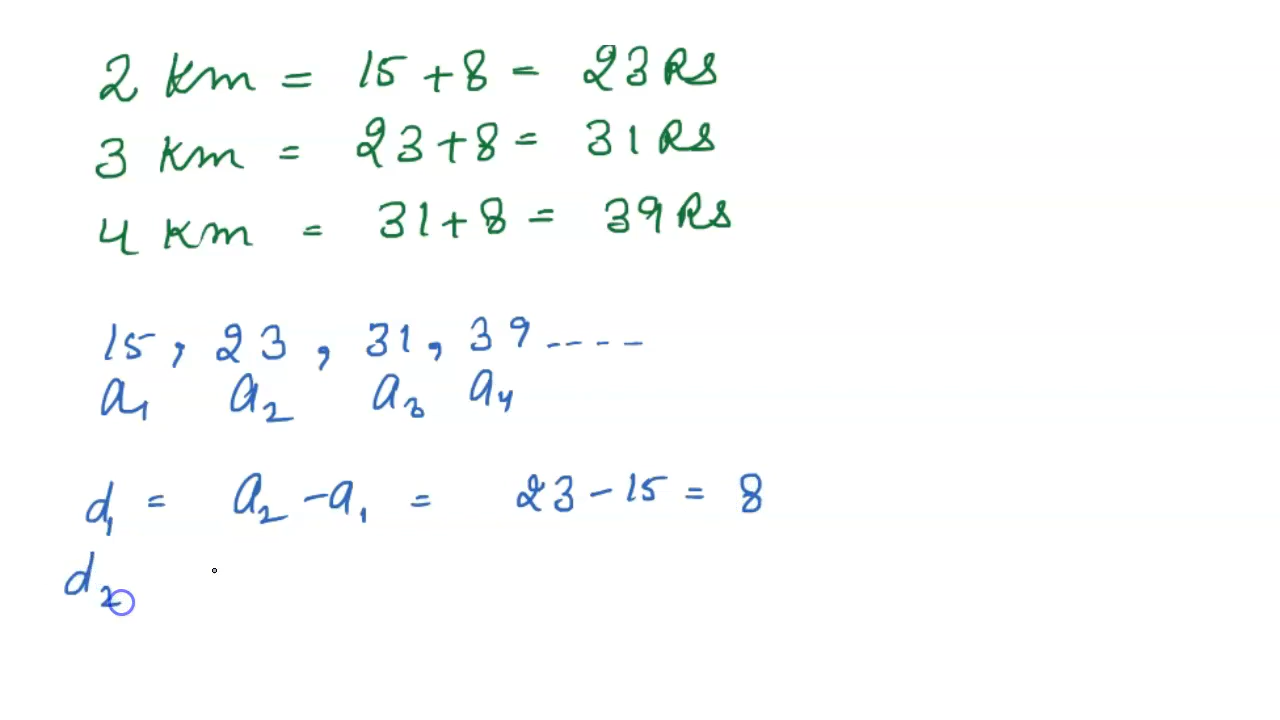 2 Km = 15 + 8 = 23 Rs
3 Km = 23 + 8 = 31 Rs
4 Km = 31 + 8 = 39 Rs
15, 23, 31, 39 ----
a₁ a₂ a₃ a₄
d₁ = a₂ - a₁ = 23 - 15 = 8
d₂